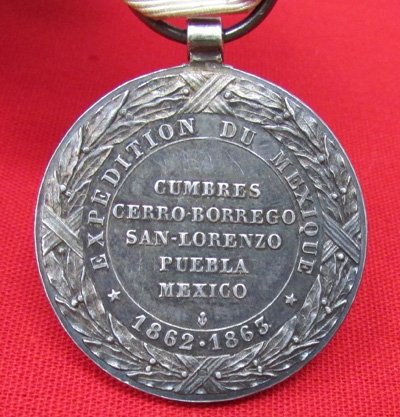 EXPEDITION DU MEXIQUE
CUMBRES
CERRO-BORREGO
SAN-LORENZO
PUEBLA
MEXICO
1862·1863